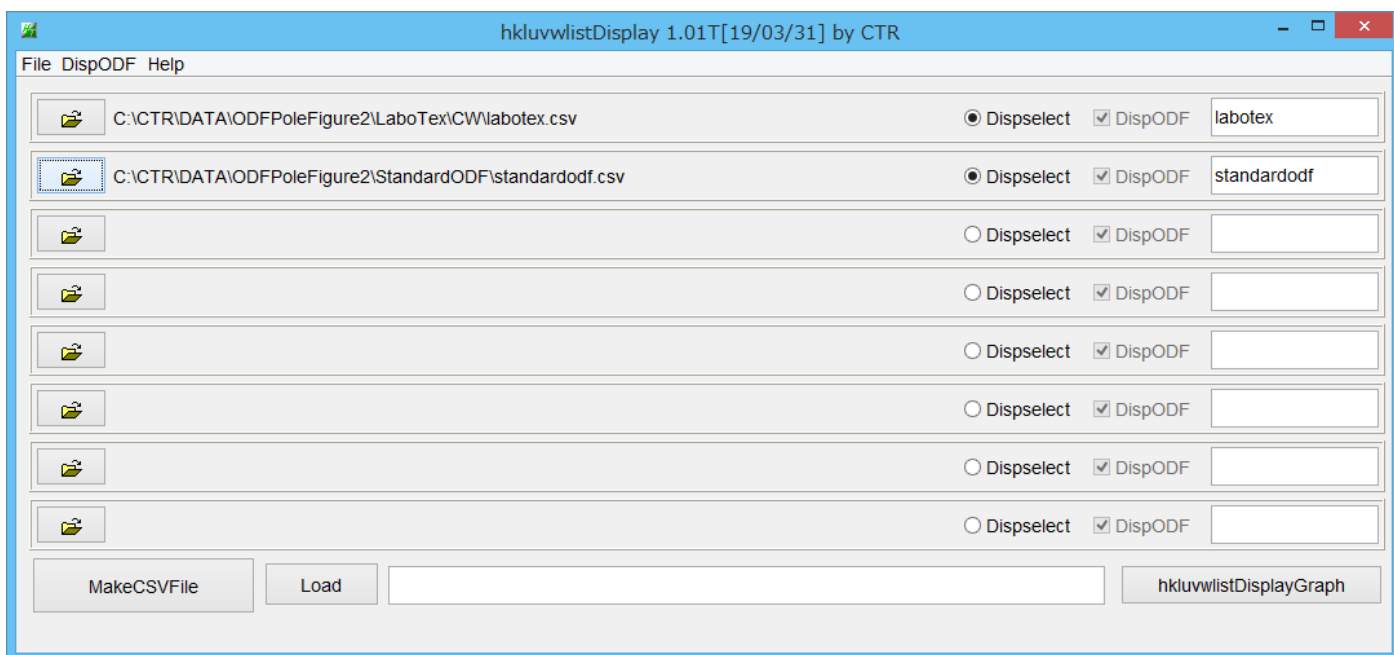 hkluvwlistDisplay 1.01T[19/03/31] by CTR
File DispODF Help
C:\CTR\DATA\ODFPoleFigure2\LaboTex\CW\labotex.csv Dispselect DispODF labotex
C:\CTR\DATA\ODFPoleFigure2\StandardODF\standardodf.csv Dispselect DispODF standardodf
Dispselect DispODF
Dispselect DispODF
Dispselect DispODF
Dispselect DispODF
Dispselect DispODF
Dispselect DispODF
MakeCSVFile Load hkluvwlistDisplayGraph